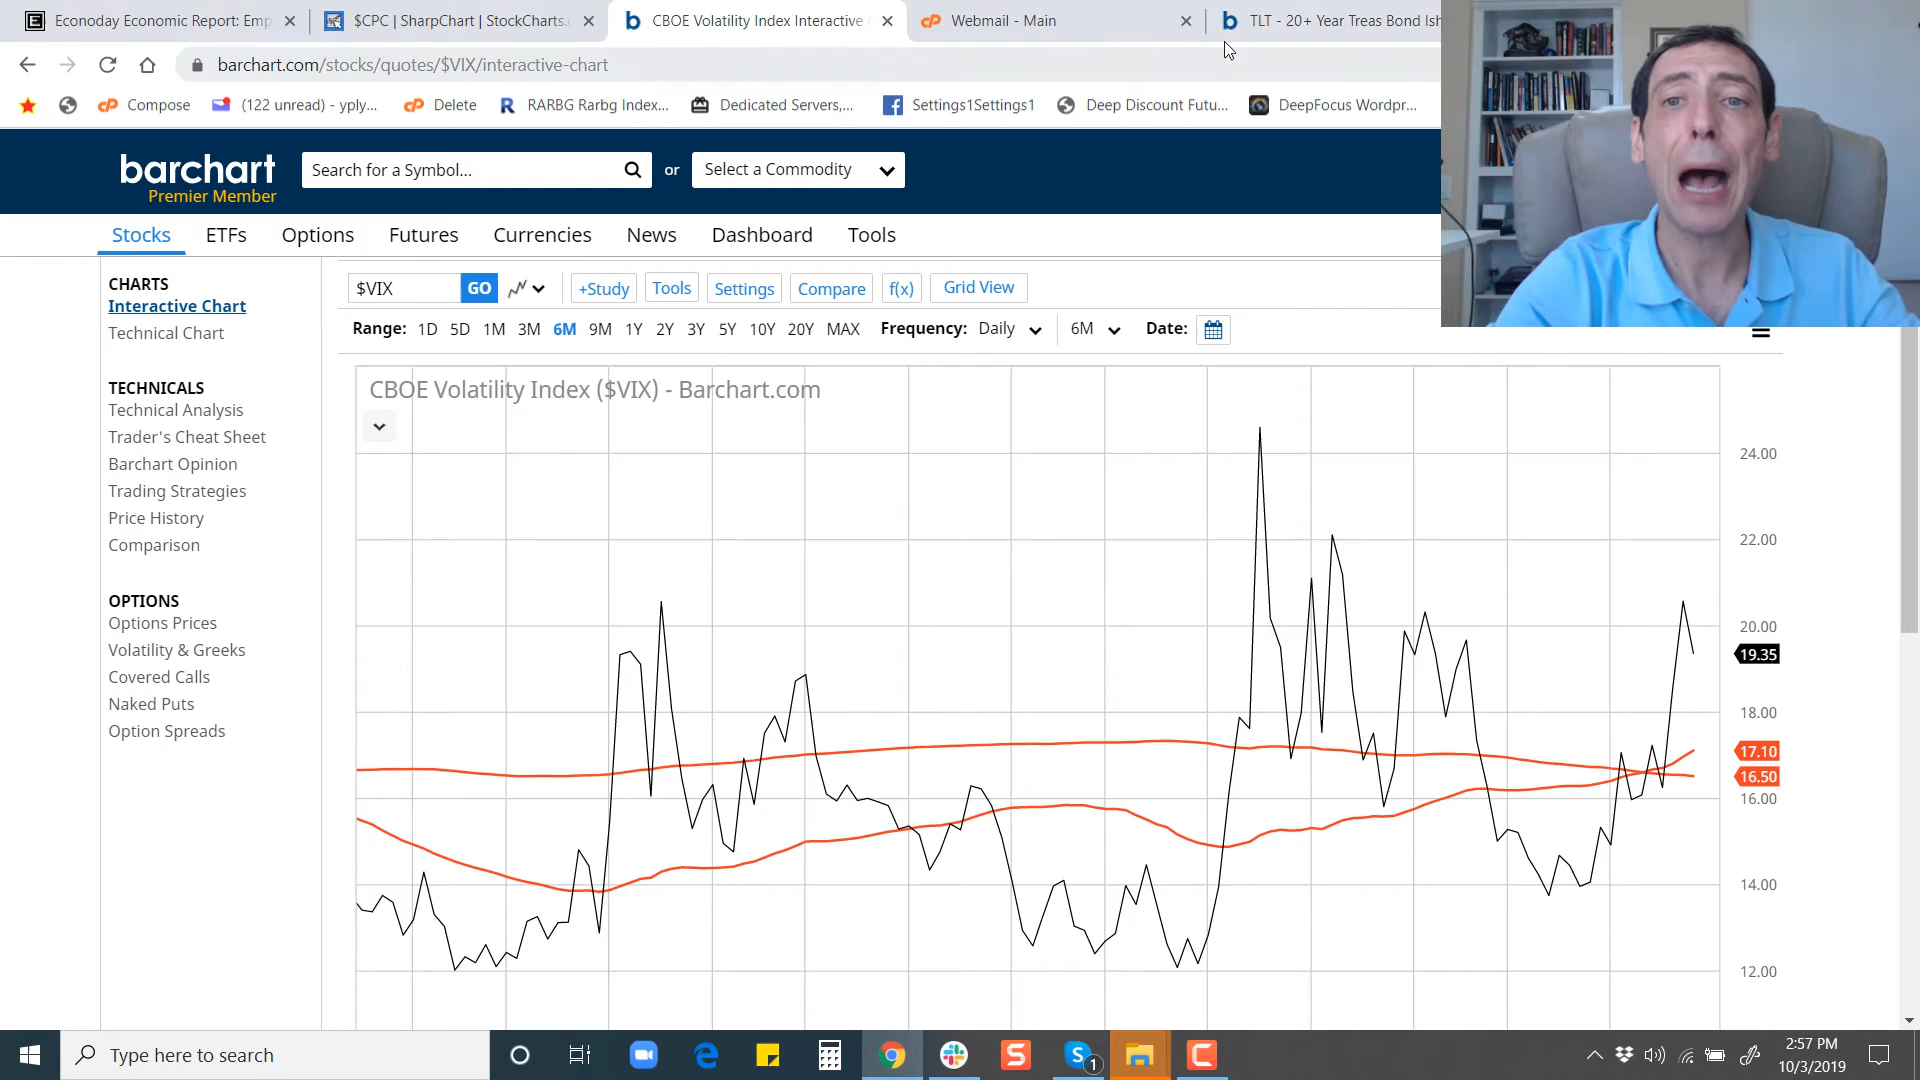 Econoday Economic Report: Emp
$CPC | SharpChart | StockCharts.c
CBOE Volatility Index Interactive C
Webmail - Main
TLT - 20+ Year Treas Bond Ish
barchart.com/stocks/quotes/$VIX/interactive-chart
Compose
(122 unread) - yply...
Delete
RARBG Rarbg Index...
Dedicated Servers,...
Settings1Settings1
Deep Discount Futu...
DeepFocus Wordpr...
barchart
Premier Member
Search for a Symbol...
or
Select a Commodity
Stocks
ETFs
Options
Futures
Currencies
News
Dashboard
Tools
CHARTS
Interactive Chart
Technical Chart
TECHNICALS
Technical Analysis
Trader's Cheat Sheet
Barchart Opinion
Trading Strategies
Price History
Comparison
OPTIONS
Options Prices
Volatility & Greeks
Covered Calls
Naked Puts
Option Spreads
$VIX
GO
+Study
Tools
Settings
Compare
f(x)
Grid View
Range: 1D 5D 1M 3M 6M 9M 1Y 2Y 3Y 5Y 10Y 20Y MAX Frequency: Daily 6M Date:
CBOE Volatility Index ($VIX) - Barchart.com
24.00
22.00
20.00
19.35
18.00
17.10
16.50
16.00
14.00
12.00
Type here to search
1
2:57 PM
10/3/2019